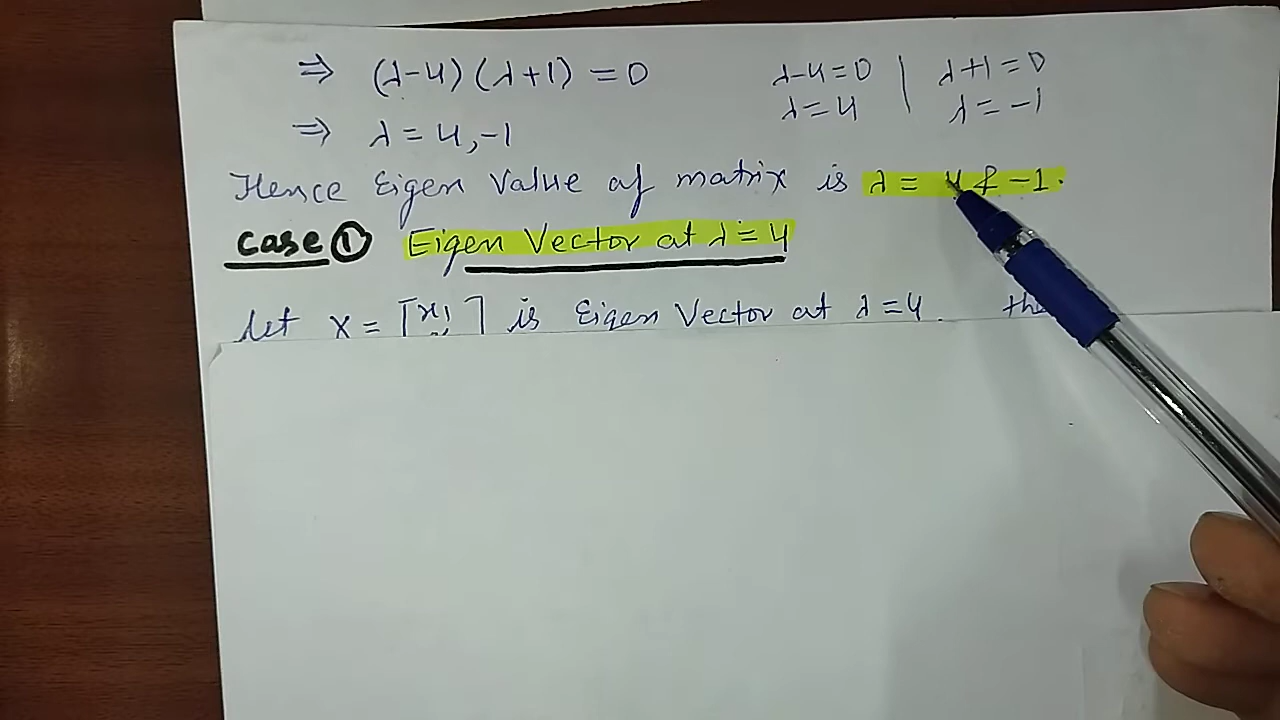 ⇒ (λ-4)(λ+1) = 0 λ-4=0 | λ+1=0
⇒ λ = 4, -1 λ=4 | λ=-1
Hence Eigen Value of matrix is λ = 4 & -1.
Case ① Eigen Vector at λ=4
Let X = [x1] is Eigen Vector at λ=4.